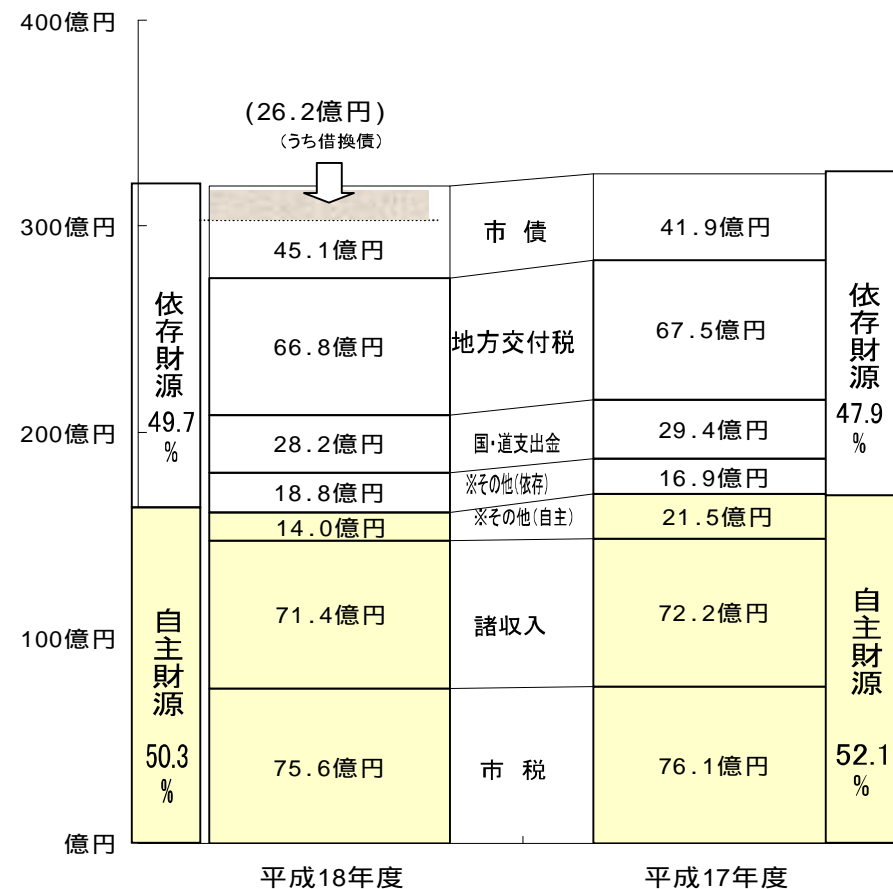 400億円
(26.2億円)
（うち借換債）
300億円
200億円
100億円
億円
依存財源
49.7
%
自主財源
50.3
%
45.1億円
66.8億円
28.2億円
18.8億円
14.0億円
71.4億円
75.6億円
市 債
地方交付税
国・道支出金
※その他(依存)
※その他(自主)
諸収入
市 税
41.9億円
67.5億円
29.4億円
16.9億円
21.5億円
72.2億円
76.1億円
依存財源
47.9
%
自主財源
52.1
%
平成18年度
平成17年度